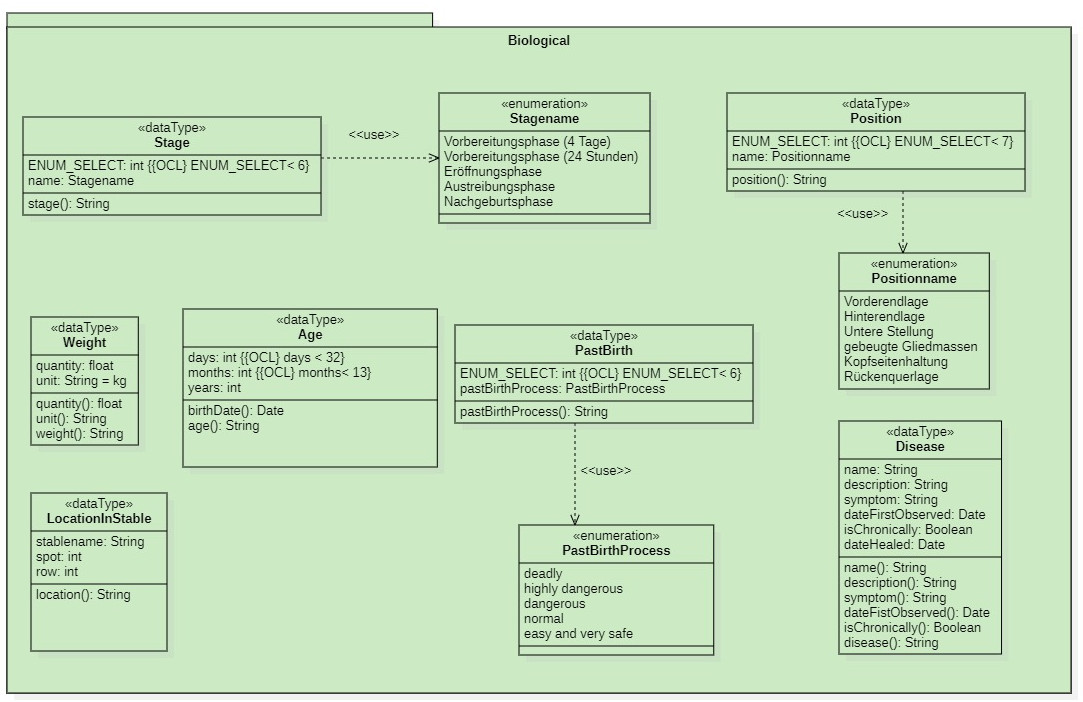 Biological
«dataType»
Stage
ENUM_SELECT: int {{OCL} ENUM_SELECT< 6}
name: Stagename
stage(): String
<<use>>
«enumeration»
Stagename
Vorbereitungsphase (4 Tage)
Vorbereitungsphase (24 Stunden)
Eröffnungsphase
Austreibungsphase
Nachgeburtsphase
«dataType»
Position
ENUM_SELECT: int {{OCL} ENUM_SELECT< 7}
name: Positionname
position(): String
<<use>>
«enumeration»
Positionname
Vorderendlage
Hinterendlage
Untere Stellung
gebeugte Gliedmassen
Kopfseitenhaltung
Rückenquerlage
«dataType»
Weight
quantity: float
unit: String = kg
quantity(): float
unit(): String
weight(): String
«dataType»
Age
days: int {{OCL} days < 32}
months: int {{OCL} months< 13}
years: int
birthDate(): Date
age(): String
«dataType»
PastBirth
ENUM_SELECT: int {{OCL} ENUM_SELECT< 6}
pastBirthProcess: PastBirthProcess
pastBirthProcess(): String
<<use>>
«enumeration»
PastBirthProcess
deadly
highly dangerous
dangerous
normal
easy and very safe
«dataType»
Disease
name: String
description: String
symptom: String
dateFirstObserved: Date
isChronically: Boolean
dateHealed: Date
name(): String
description(): String
symptom(): String
dateFistObserved(): Date
isChronically(): Boolean
disease(): String
«dataType»
LocationInStable
stablename: String
spot: int
row: int
location(): String